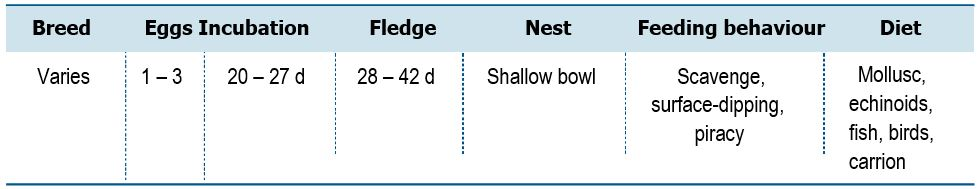 Breed Eggs Incubation Fledge Nest Feeding behaviour Diet
Varies 1 – 3 20 – 27 d 28 – 42 d Shallow bowl Scavenge,
surface-dipping,
piracy
Mollusc,
echinoids,
fish, birds,
carrion